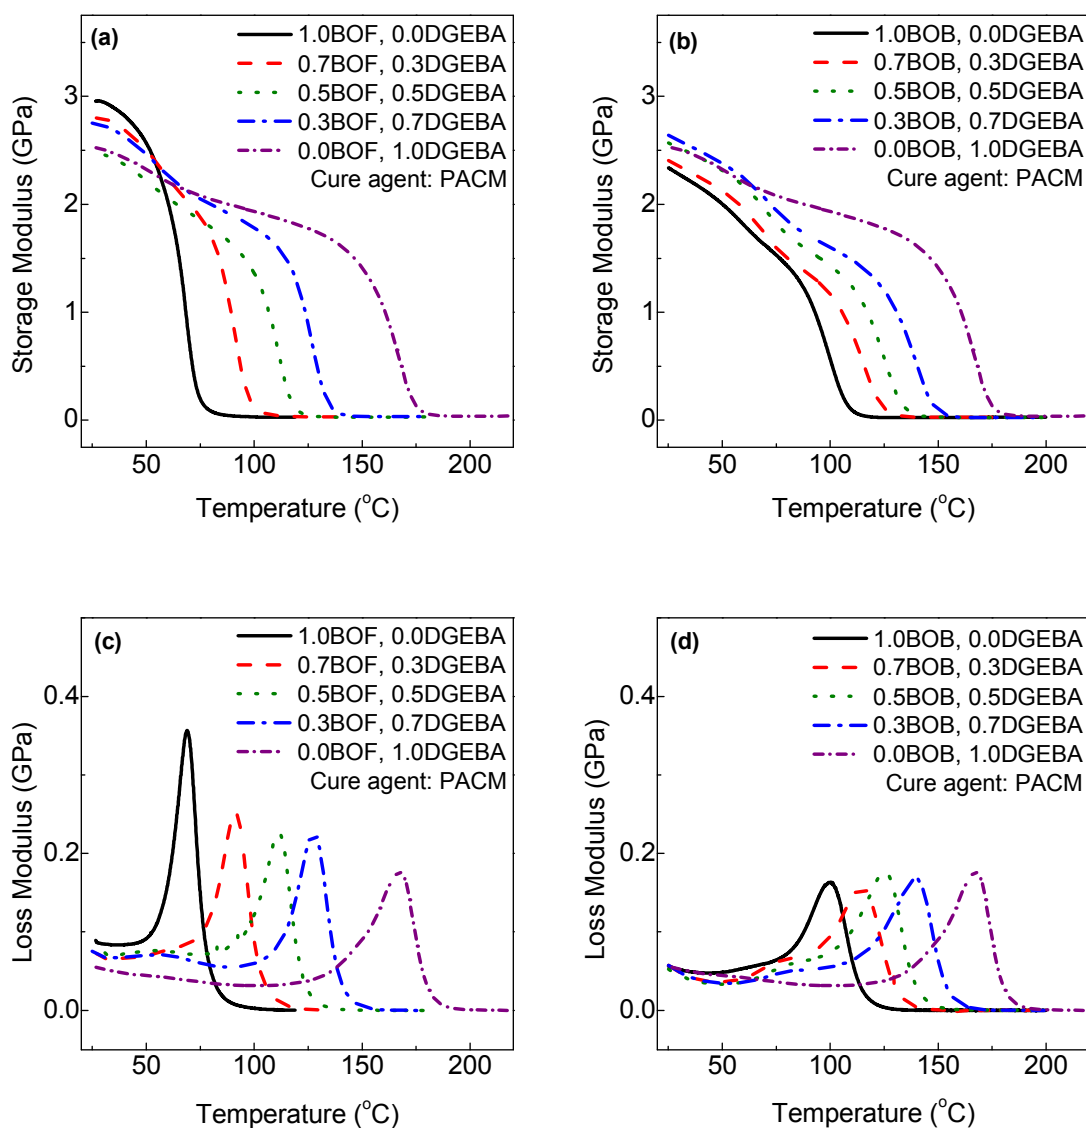 (a)
1.0BOF, 0.0DGEBA
0.7BOF, 0.3DGEBA
0.5BOF, 0.5DGEBA
0.3BOF, 0.7DGEBA
0.0BOF, 1.0DGEBA
Cure agent: PACM
Storage Modulus (GPa)
3
2
1
0
50 100 150 200
Temperature (°C)
(b)
1.0BOB, 0.0DGEBA
0.7BOB, 0.3DGEBA
0.5BOB, 0.5DGEBA
0.3BOB, 0.7DGEBA
0.0BOB, 1.0DGEBA
Cure agent: PACM
Storage Modulus (GPa)
3
2
1
0
50 100 150 200
Temperature (°C)
(c)
1.0BOF, 0.0DGEBA
0.7BOF, 0.3DGEBA
0.5BOF, 0.5DGEBA
0.3BOF, 0.7DGEBA
0.0BOF, 1.0DGEBA
Cure agent: PACM
Loss Modulus (GPa)
0.4
0.2
0.0
50 100 150 200
Temperature (°C)
(d)
1.0BOB, 0.0DGEBA
0.7BOB, 0.3DGEBA
0.5BOB, 0.5DGEBA
0.3BOB, 0.7DGEBA
0.0BOB, 1.0DGEBA
Cure agent: PACM
Loss Modulus (GPa)
0.4
0.2
0.0
50 100 150 200
Temperature (°C)